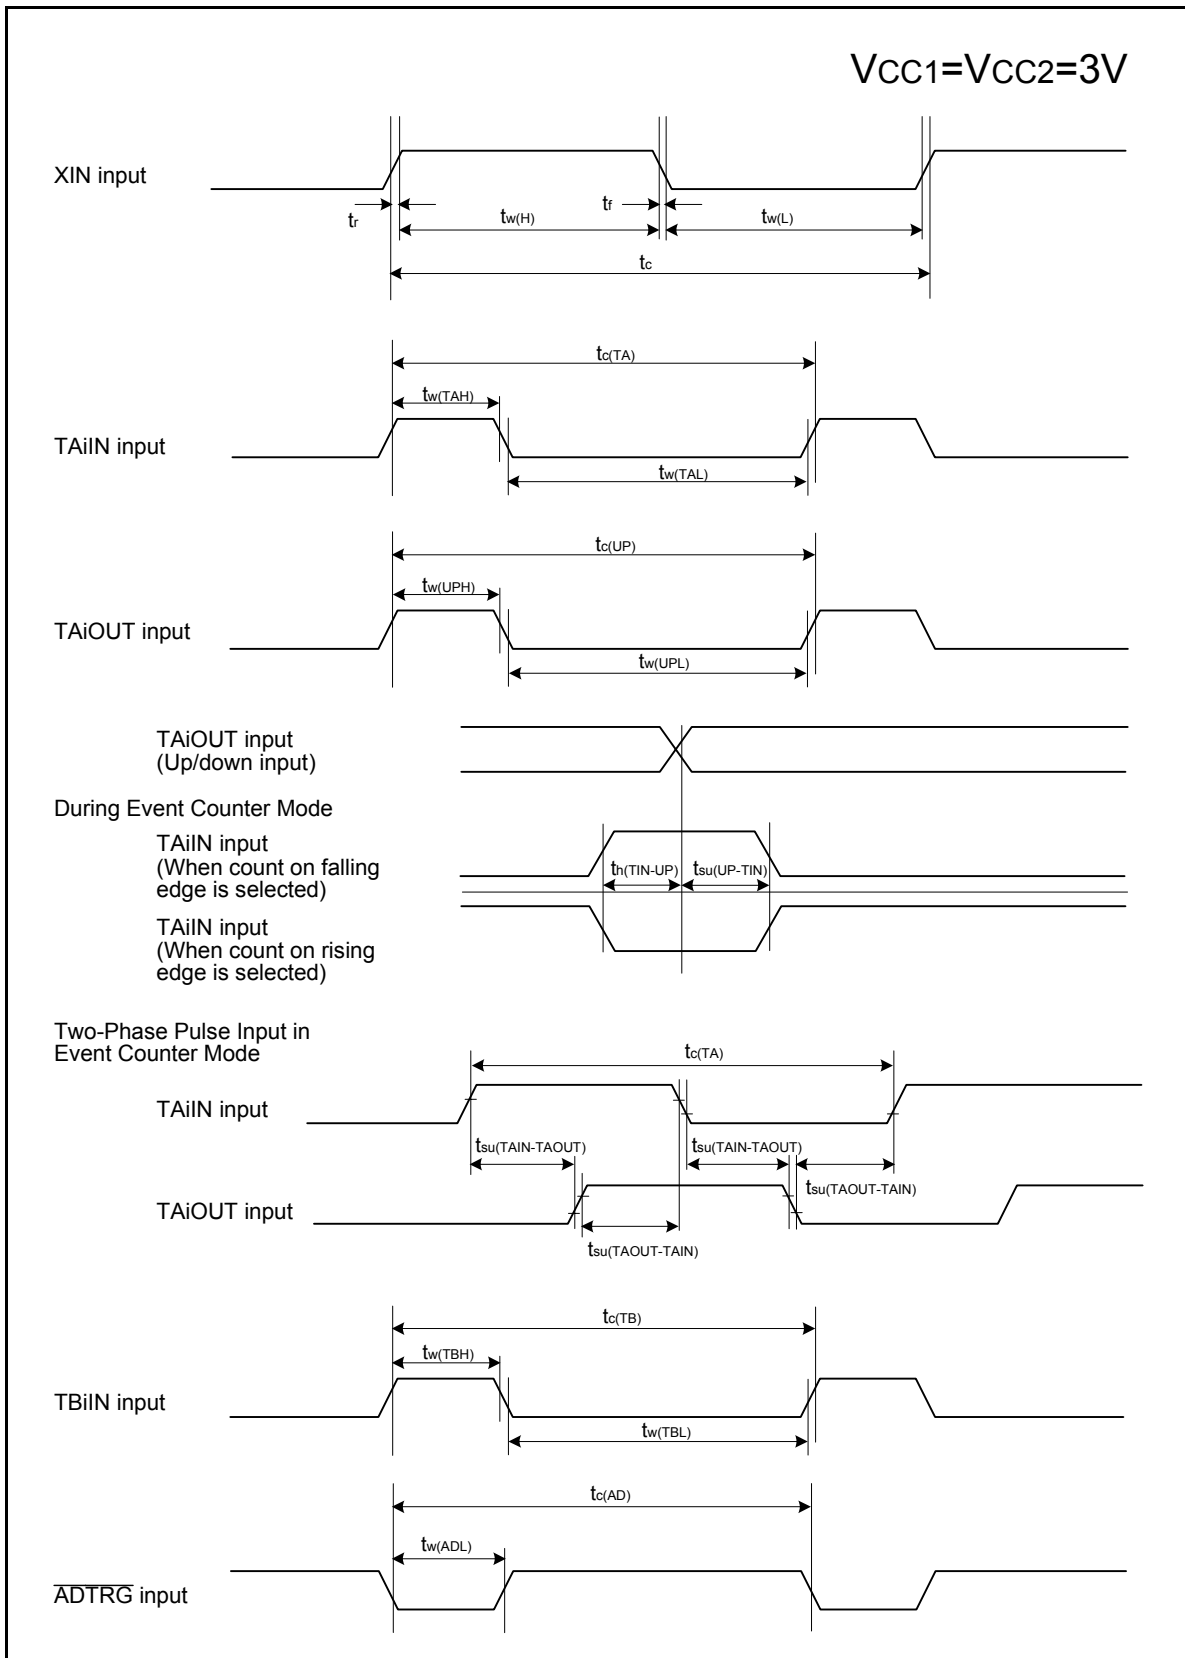 VCC1=VCC2=3V
XIN input
tr
tw(H)
tf
tw(L)
tc
tc(TA)
tw(TAH)
TAiIN input
tw(TAL)
tc(UP)
tw(UPH)
TAiOUT input
tw(UPL)
TAiOUT input
(Up/down input)
During Event Counter Mode
TAiIN input
(When count on falling
edge is selected)
th(TIN-UP)
tsu(UP-TIN)
TAiIN input
(When count on rising
edge is selected)
Two-Phase Pulse Input in
Event Counter Mode
tc(TA)
TAiIN input
tsu(TAIN-TAOUT)
tsu(TAIN-TAOUT)
tsu(TAOUT-TAIN)
TAiOUT input
tsu(TAOUT-TAIN)
tc(TB)
tw(TBH)
TBiIN input
tw(TBL)
tc(AD)
tw(ADL)
ADTRG input